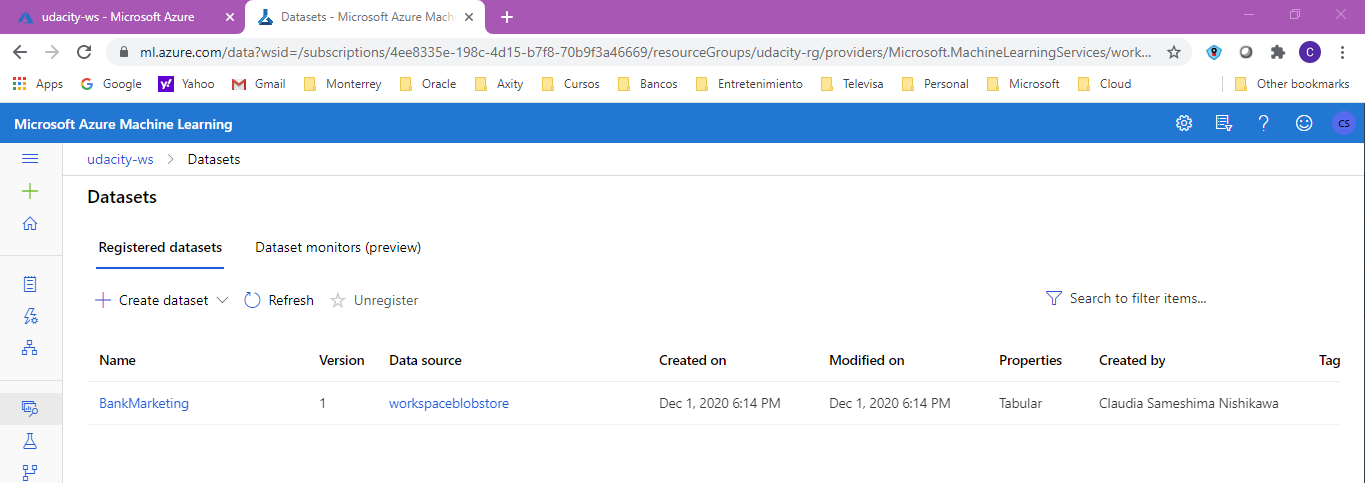 udacity-ws - Microsoft Azure
Datasets - Microsoft Azure Mach
ml.azure.com/data?wsid=/subscriptions/4ee8335e-198c-4d15-b7f8-70b9f3a46669/resourceGroups/udacity-rg/providers/Microsoft.MachineLearningServices/work...
C
Apps Google Yahoo Gmail Monterrey Oracle Axity Cursos Bancos Entretenimiento Televisa Personal Microsoft Cloud Other bookmarks
Microsoft Azure Machine Learning
CS
udacity-ws > Datasets
Datasets
Registered datasets Dataset monitors (preview)
Create dataset Refresh Unregister Search to filter items...
Name Version Data source Created on Modified on Properties Created by Tag
BankMarketing 1 workspaceblobstore Dec 1, 2020 6:14 PM Dec 1, 2020 6:14 PM Tabular Claudia Sameshima Nishikawa